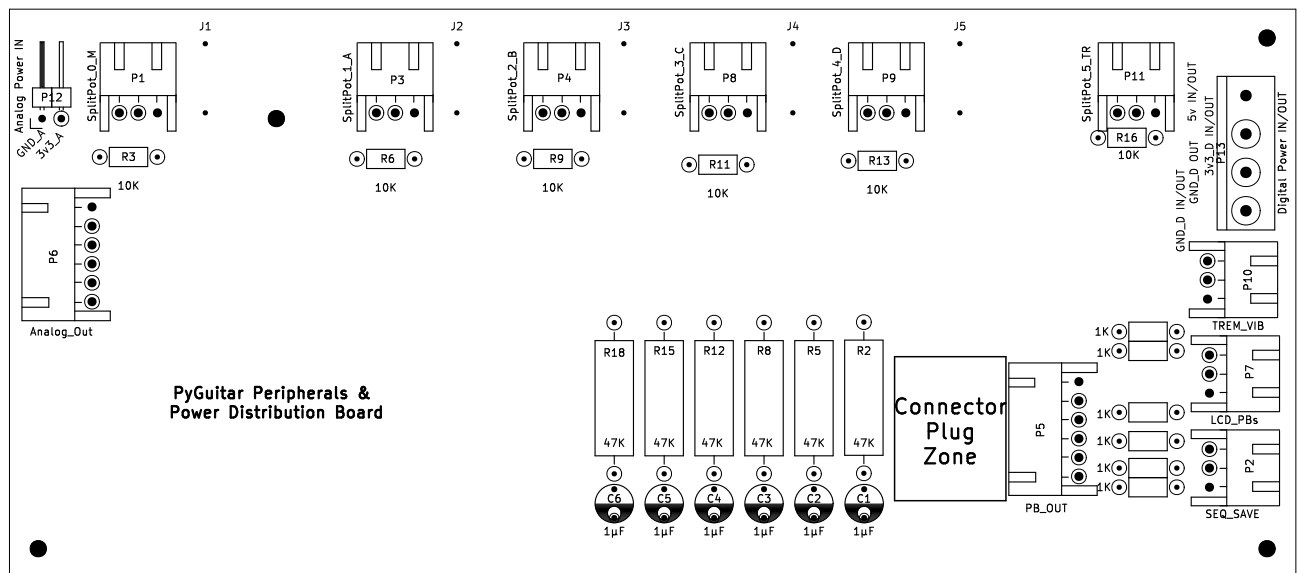 J1
J2
J3
J4
J5
Analog Power IN
P12
GND_A
3v3_A
SplitPot_0_M
P1
SplitPot_1_A
P3
SplitPot_2_B
P4
SplitPot_3_C
P8
SplitPot_4_D
P9
SplitPot_5_TR
P11
R3
10K
R6
10K
R9
10K
R11
10K
R13
10K
R16
10K
5v IN/OUT
3v3_D IN/OUT
GND_D OUT
GND_D IN/OUT
P13
Digital Power IN/OUT
P6
Analog_Out
P10
TREM_VIB
PyGuitar Peripherals &
Power Distribution Board
R18
R15
R12
R8
R5
R2
47K
47K
47K
47K
47K
47K
C6
C5
C4
C3
C2
C1
1µF
1µF
1µF
1µF
1µF
1µF
Connector
Plug
Zone
P5
PB_OUT
1K
1K
1K
1K
1K
1K
P7
LCD_PBs
P2
SEQ_SAVE